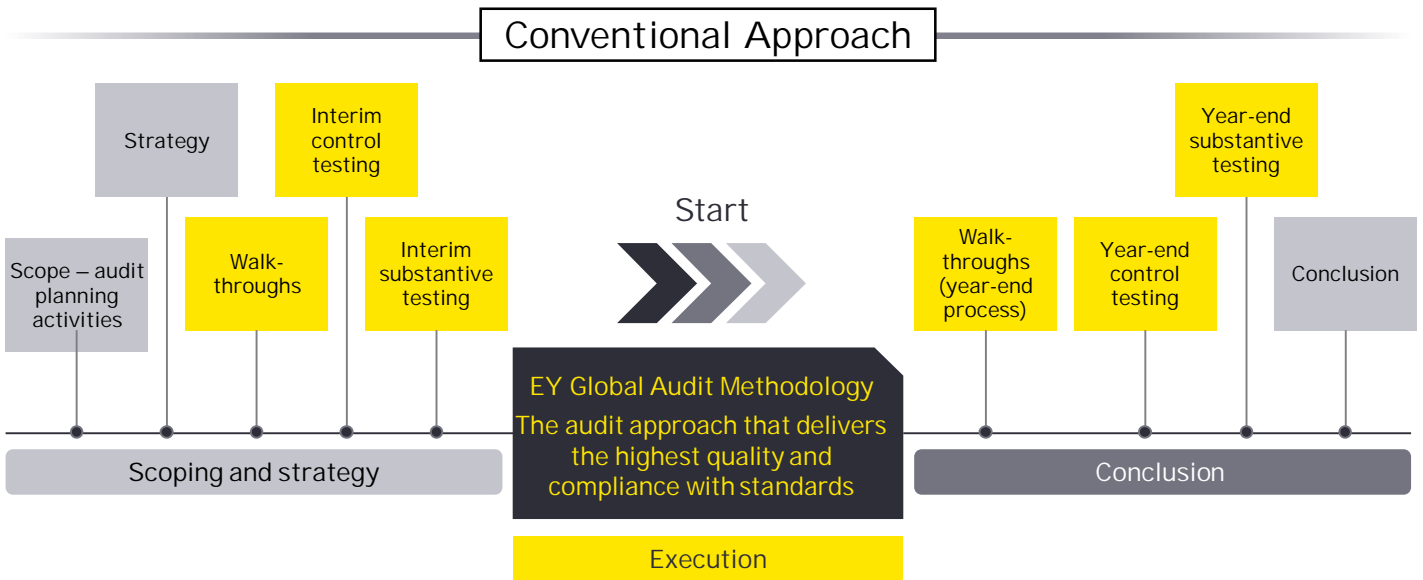 Conventional Approach
Scope – audit
planning
activities
Strategy
Walk-
throughs
Interim
control
testing
Interim
substantive
testing
Start
EY Global Audit Methodology
The audit approach that delivers
the highest quality and
compliance with standards
Walk-
throughs
(year-end
process)
Year-end
control
testing
Year-end
substantive
testing
Conclusion
Scoping and strategy
Execution
Conclusion